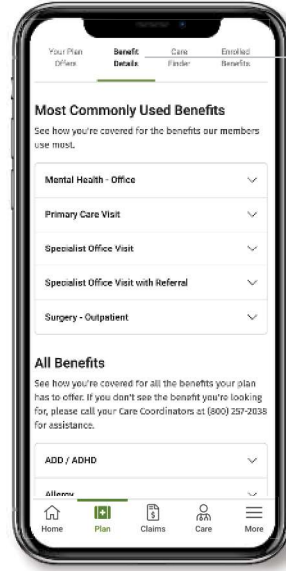 Your Plan Offers
Benefit Details
Care Finder
Enrolled Benefits
Most Commonly Used Benefits
See how you're covered for the benefits our members
use most.
Mental Health - Office
Primary Care Visit
Specialist Office Visit
Specialist Office Visit with Referral
Surgery - Outpatient
All Benefits
See how you're covered for all the benefits your plan
has to offer. If you don't see the benefit you're looking
for, please call your Care Coordinators at (800) 257-2038
for assistance.
ADD / ADHD
Allergy
Home
Plan
Claims
Care
More